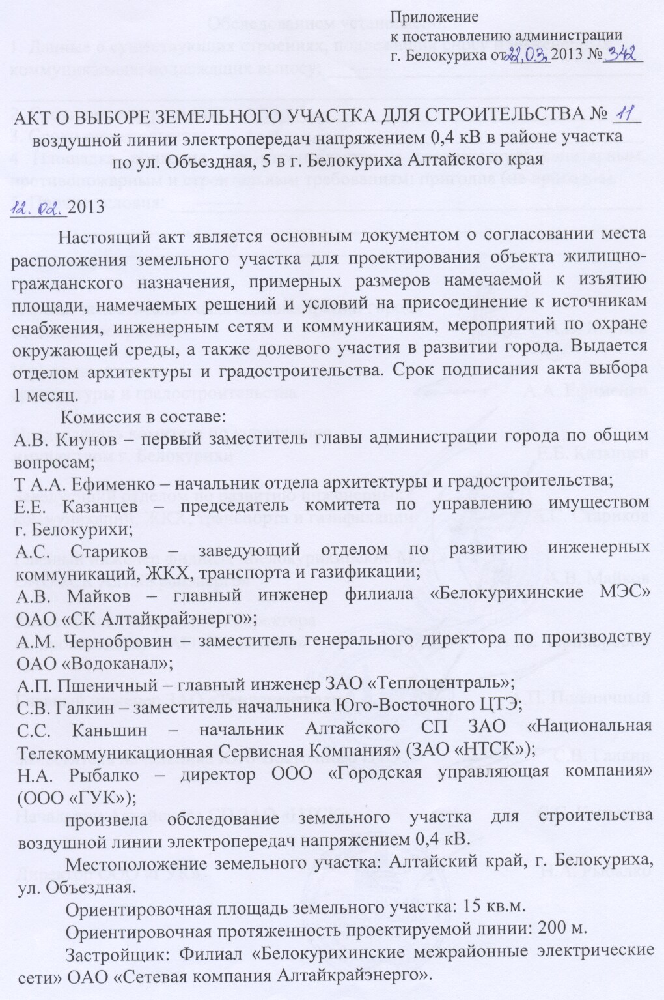 Приложение
к постановлению администрации
г. Белокуриха от 22.03.2013 № 342
АКТ О ВЫБОРЕ ЗЕМЕЛЬНОГО УЧАСТКА ДЛЯ СТРОИТЕЛЬСТВА № 11
воздушной линии электропередач напряжением 0,4 кВ в районе участка
по ул. Объездная, 5 в г. Белокуриха Алтайского края
12.02.2013
Настоящий акт является основным документом о согласовании места
расположения земельного участка для проектирования объекта жилищно-
гражданского назначения, примерных размеров намечаемой к изъятию
площади, намечаемых решений и условий на присоединение к источникам
снабжения, инженерным сетям и коммуникациям, мероприятий по охране
окружающей среды, а также долевого участия в развитии города. Выдается
отделом архитектуры и градостроительства. Срок подписания акта выбора
1 месяц.
Комиссия в составе:
А.В. Киунов – первый заместитель главы администрации города по общим
вопросам;
Т А.А. Ефименко – начальник отдела архитектуры и градостроительства;
Е.Е. Казанцев – председатель комитета по управлению имуществом
г. Белокурихи;
А.С. Стариков – заведующий отделом по развитию инженерных
коммуникаций, ЖКХ, транспорта и газификации;
А.В. Майков – главный инженер филиала «Белокурихинские МЭС»
ОАО «СК Алтайкрайэнерго»;
А.М. Чернобровин – заместитель генерального директора по производству
ОАО «Водоканал»;
А.П. Пшеничный – главный инженер ЗАО «Теплоцентраль»;
С.В. Галкин – заместитель начальника Юго-Восточного ЦТЭ;
С.С. Каньшин – начальник Алтайского СП ЗАО «Национальная
Телекоммуникационная Сервисная Компания» (ЗАО «НТСК»);
Н.А. Рыбалко – директор ООО «Городская управляющая компания»
(ООО «ГУК»);
произвела обследование земельного участка для строительства
воздушной линии электропередач напряжением 0,4 кВ.
Местоположение земельного участка: Алтайский край, г. Белокуриха,
ул. Объездная.
Ориентировочная площадь земельного участка: 15 кв.м.
Ориентировочная протяженность проектируемой линии: 200 м.
Застройщик: Филиал «Белокурихинские межрайонные электрические
сети» ОАО «Сетевая компания Алтайкрайэнерго».